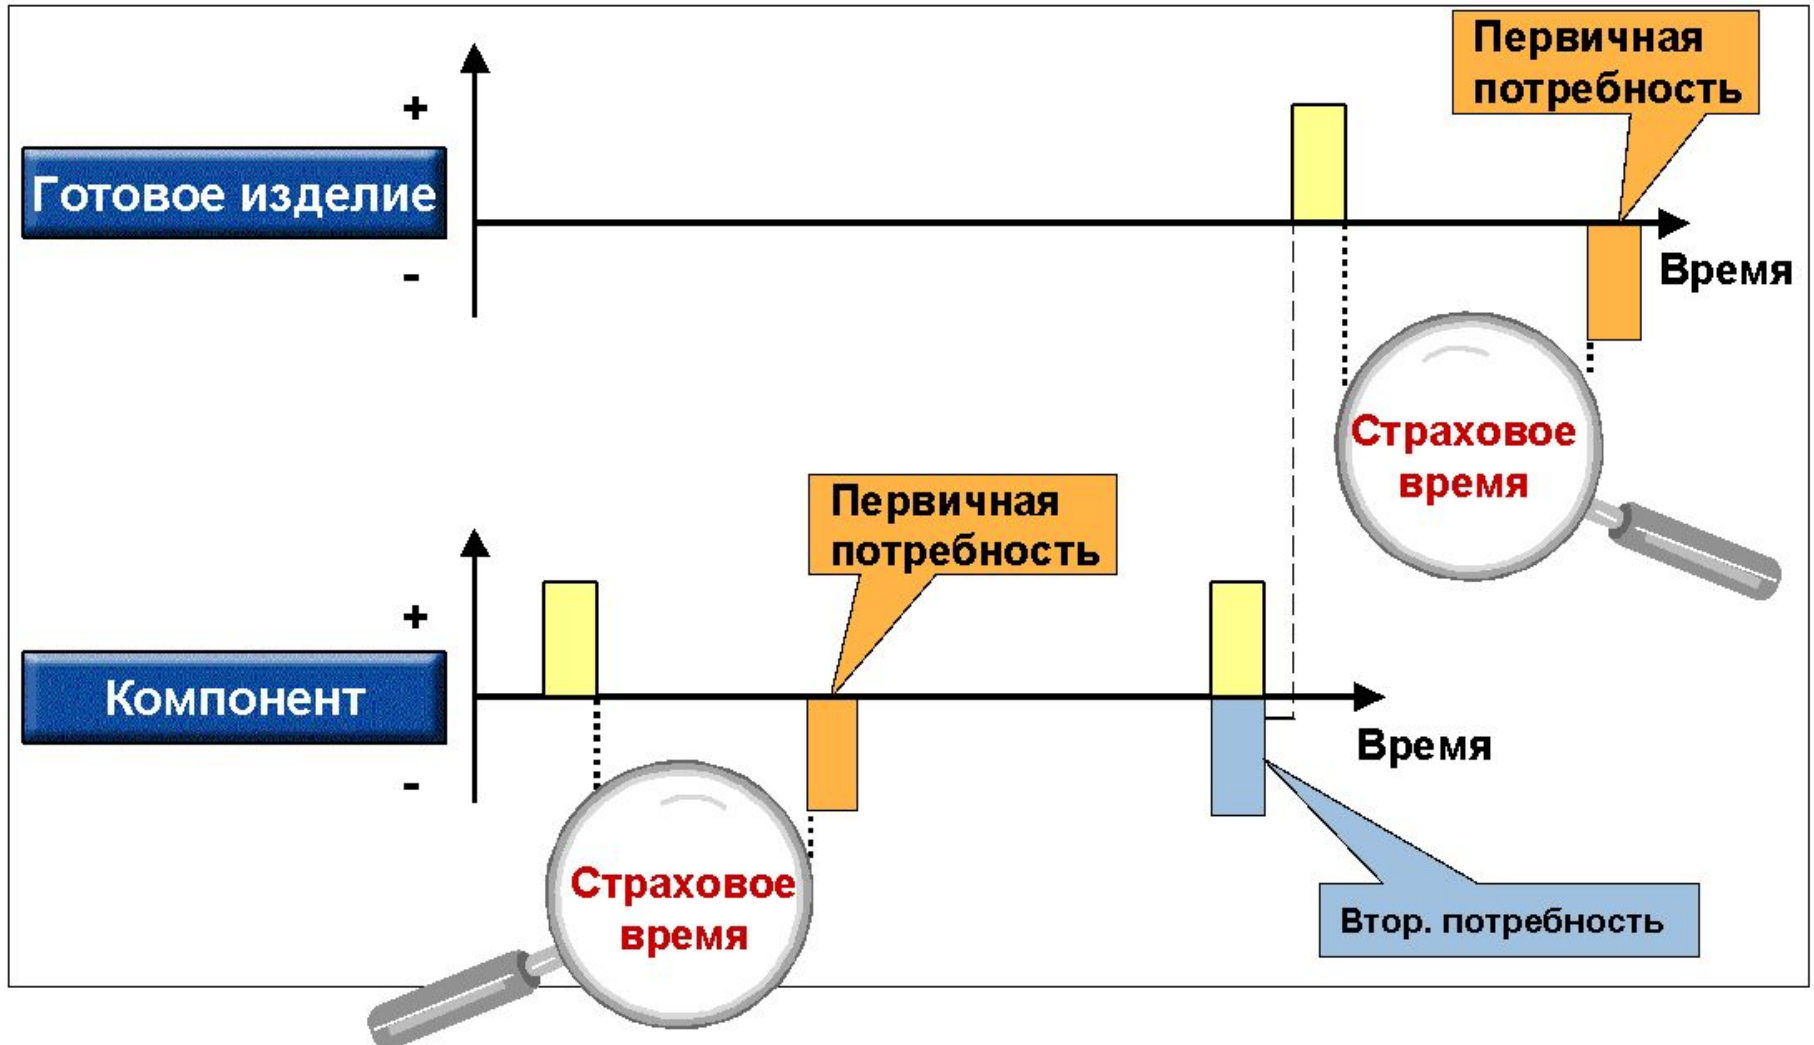 Первичная
потребность
+
Готовое изделие
-
Время
Страховое
время
Первичная
потребность
+
Компонент
-
Время
Страховое
время
Втор. потребность